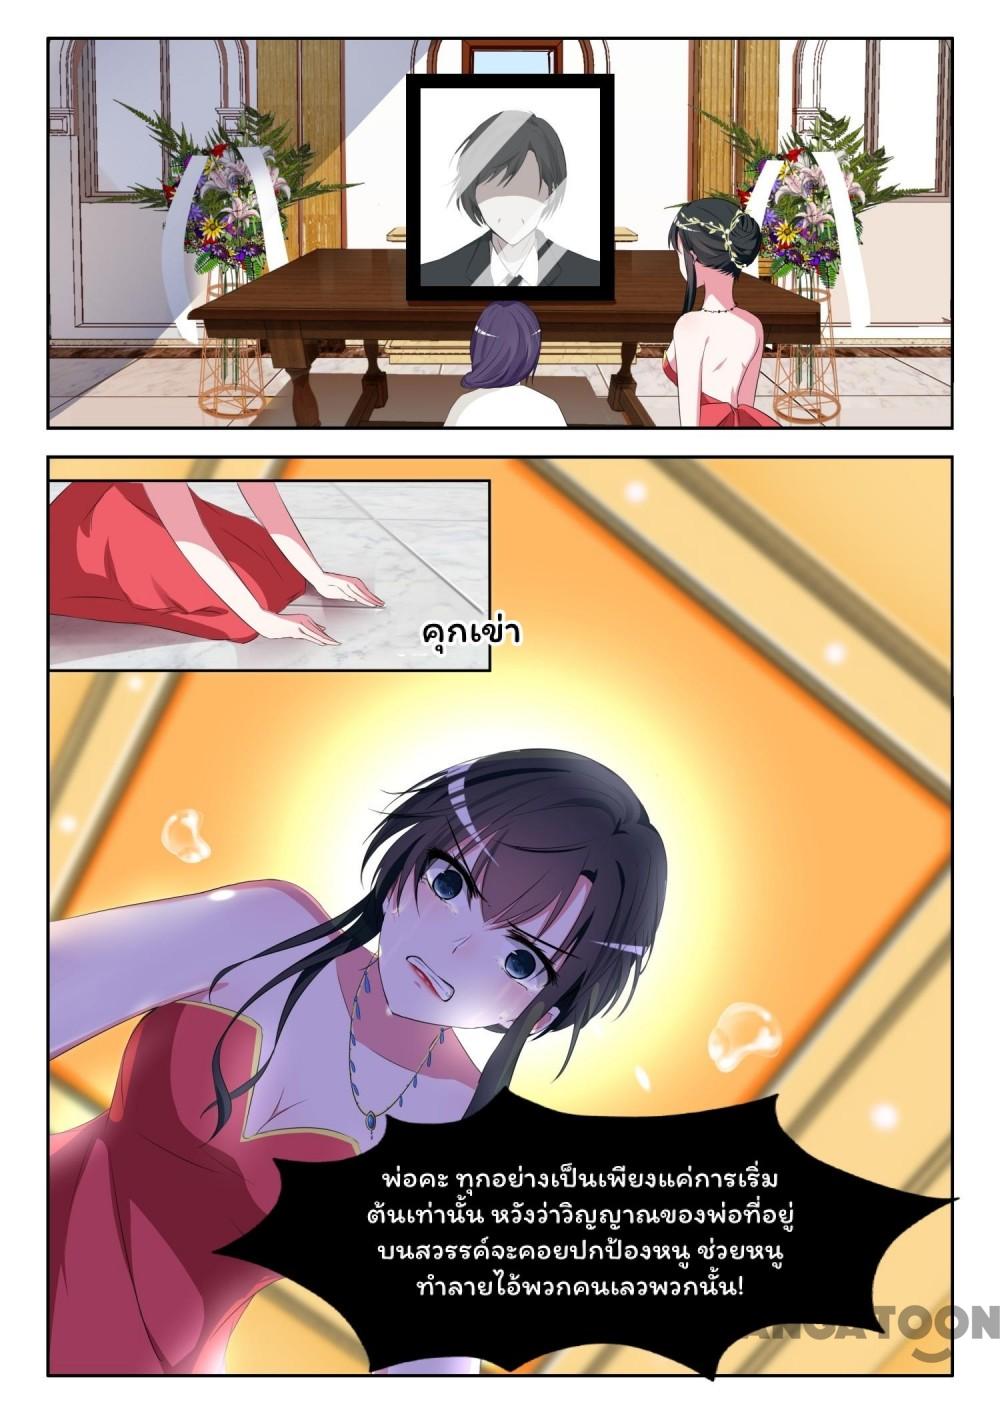 คุกเข่า
พ่อคะ ทุกอย่างเป็นเพียงแค่การเริ่ม
ต้นเท่านั้น หวังว่าวิญญาณของพ่อที่อยู่
บนสวรรค์จะคอยปกป้องหนู ช่วยหนู
ทำลายไอ้พวกคนเลวพวกนั้น!